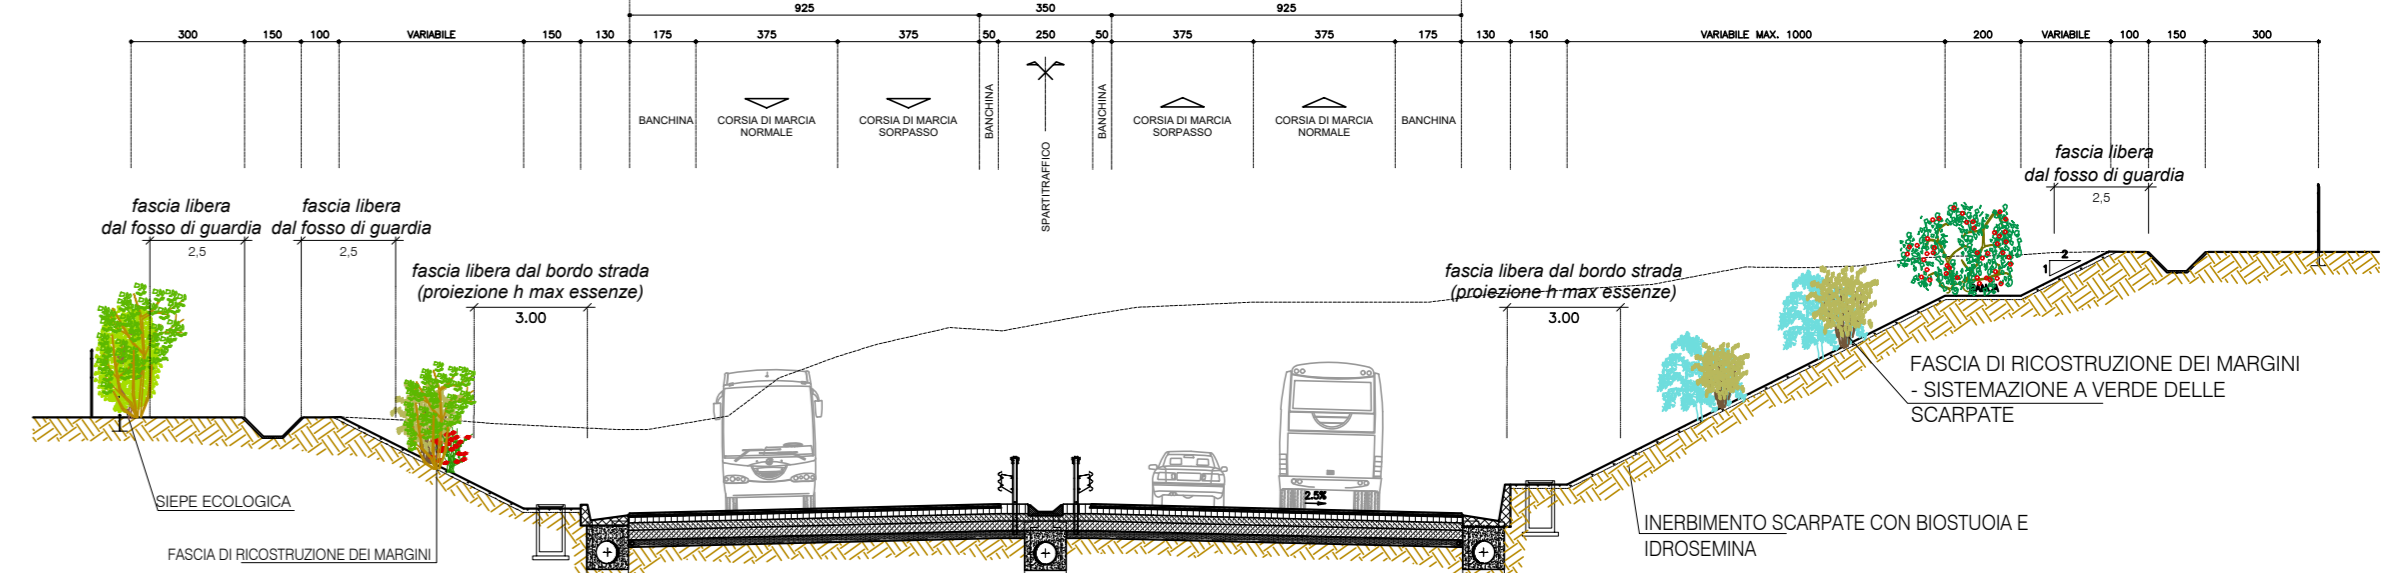 925 350 925
300 150 100 VARIABILE 150 130 175 375 375 50 250 50 375 375 175 130 150 VARIABILE MAX. 1000 200 VARIABILE 100 150 300
BANCHINA
CORSIA DI MARCIA
NORMALE
CORSIA DI MARCIA
SORPASSO
BANCHINA
SPARTITRAFFICO
BANCHINA
CORSIA DI MARCIA
SORPASSO
CORSIA DI MARCIA
NORMALE
BANCHINA
fascia libera
dal fosso di guardia
2,5
fascia libera
dal fosso di guardia
2,5
fascia libera
dal fosso di guardia
2,5
fascia libera dal bordo strada
(proiezione h max essenze)
3.00
fascia libera dal bordo strada
(proiezione h max essenze)
3.00
2
1
FASCIA DI RICOSTRUZIONE DEI MARGINI
- SISTEMAZIONE A VERDE DELLE
SCARPATE
SIEPE ECOLOGICA
2.5%
INERBIMENTO SCARPATE CON BIOSTUOIA E
IDROSEMINA
FASCIA DI RICOSTRUZIONE DEI MARGINI